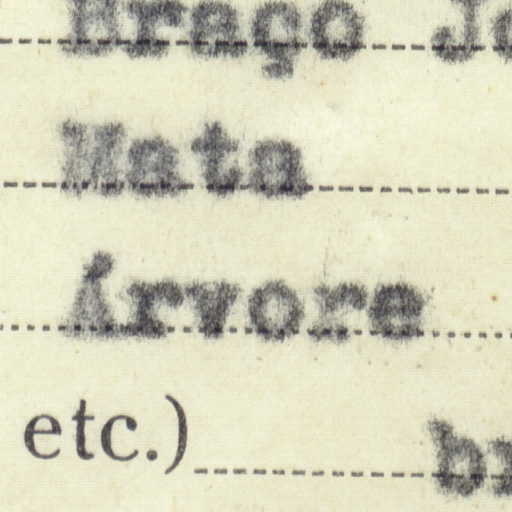 Braço
Mata
Árvore
etc.)